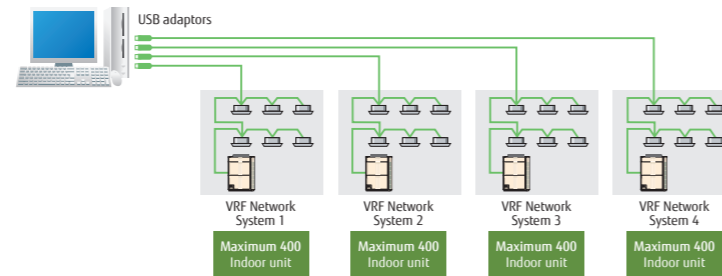 USB adaptors
VRF Network
System 1
VRF Network
System 2
VRF Network
System 3
VRF Network
System 4
Maximum 400
Indoor unit
Maximum 400
Indoor unit
Maximum 400
Indoor unit
Maximum 400
Indoor unit